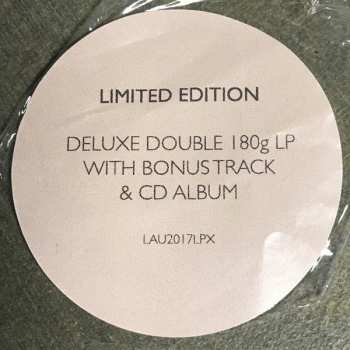 LIMITED EDITION
DELUXE DOUBLE 180g LP
WITH BONUS TRACK
& CD ALBUM
LAU2017LPX